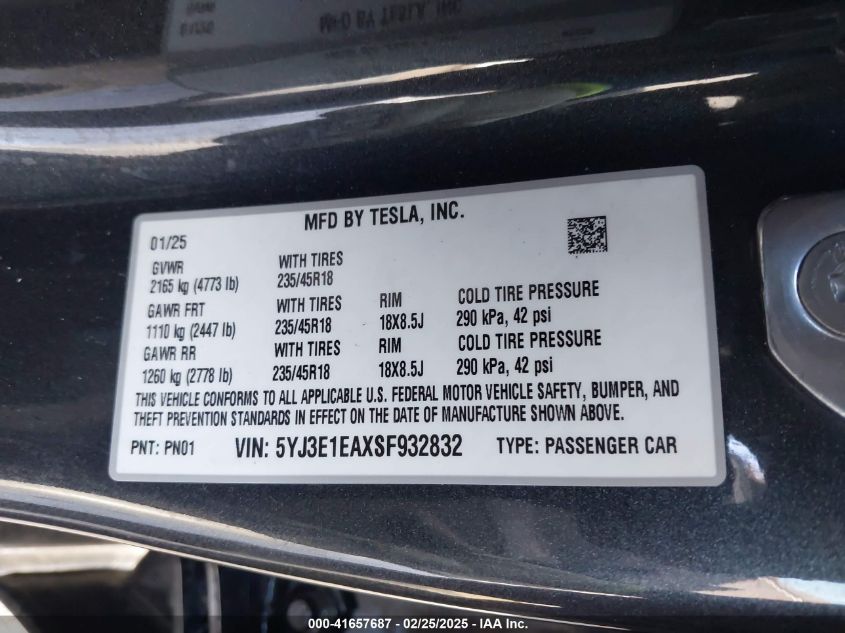 MFD BY TESLA, INC.
01/25
GVWR WITH TIRES
2165 kg (4773 lb) 235/45R18
GAWR FRT WITH TIRES RIM COLD TIRE PRESSURE
1110 kg (2447 lb) 235/45R18 18X8.5J 290 kPa, 42 psi
GAWR RR WITH TIRES RIM COLD TIRE PRESSURE
1260 kg (2778 lb) 235/45R18 18X8.5J 290 kPa, 42 psi
THIS VEHICLE CONFORMS TO ALL APPLICABLE U.S. FEDERAL MOTOR VEHICLE SAFETY, BUMPER, AND
THEFT PREVENTION STANDARDS IN EFFECT ON THE DATE OF MANUFACTURE SHOWN ABOVE.
PNT: PN01 VIN: 5YJ3E1EAXSF932832 TYPE: PASSENGER CAR
000-41657687 - 02/25/2025 - IAA Inc.